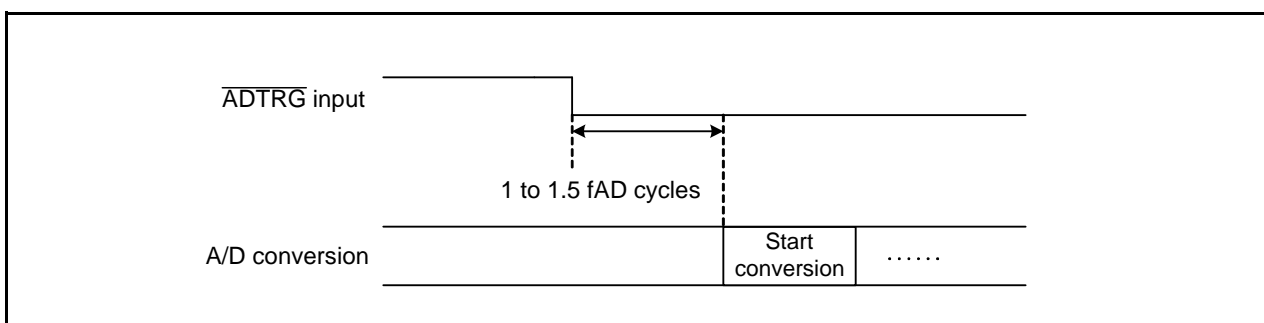 ADTRG input
1 to 1.5 fAD cycles
A/D conversion
Start
conversion
......